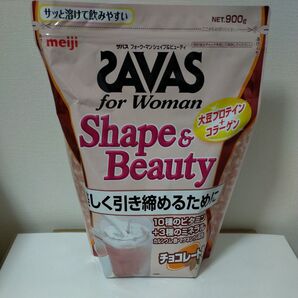 サッと溶けて飲みやすい
meiji
NET.900g
ザバス フォー・ウーマン シェイプ&ビューティ
SAVAS
for Woman
大豆プロテイン
+
コラーゲン
Shape &
Beauty
しく引き締めるために
10種のビタミン
+3種のミネラル
チョコレート